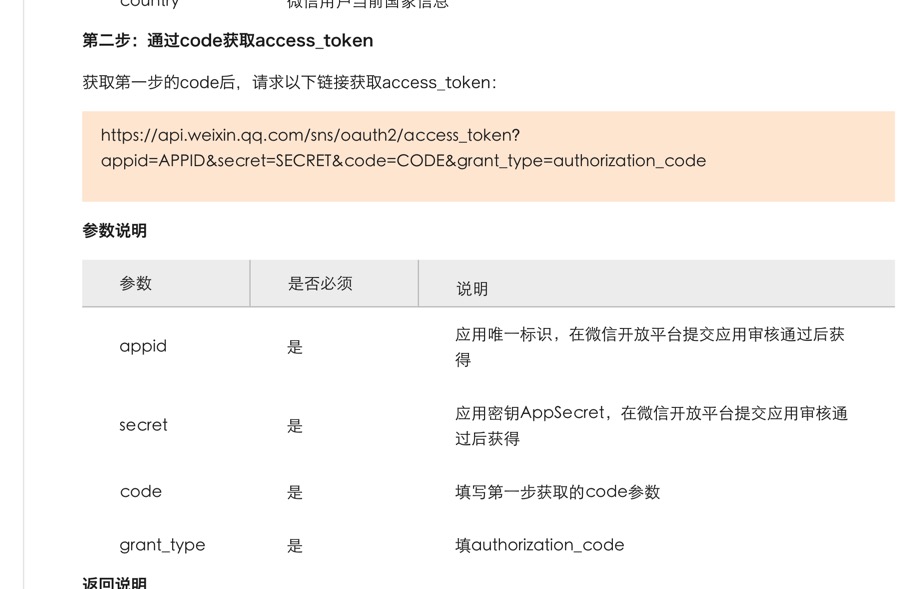 country 微信用户当前国家信息
第二步：通过code获取access_token
获取第一步的code后，请求以下链接获取access_token：
https://api.weixin.qq.com/sns/oauth2/access_token?
appid=APPID&secret=SECRET&code=CODE&grant_type=authorization_code
参数说明
参数 是否必须 说明
appid 是 应用唯一标识，在微信开放平台提交应用审核通过后获
得
secret 是 应用密钥AppSecret，在微信开放平台提交应用审核通
过后获得
code 是 填写第一步获取的code参数
grant_type 是 填authorization_code
返回说明